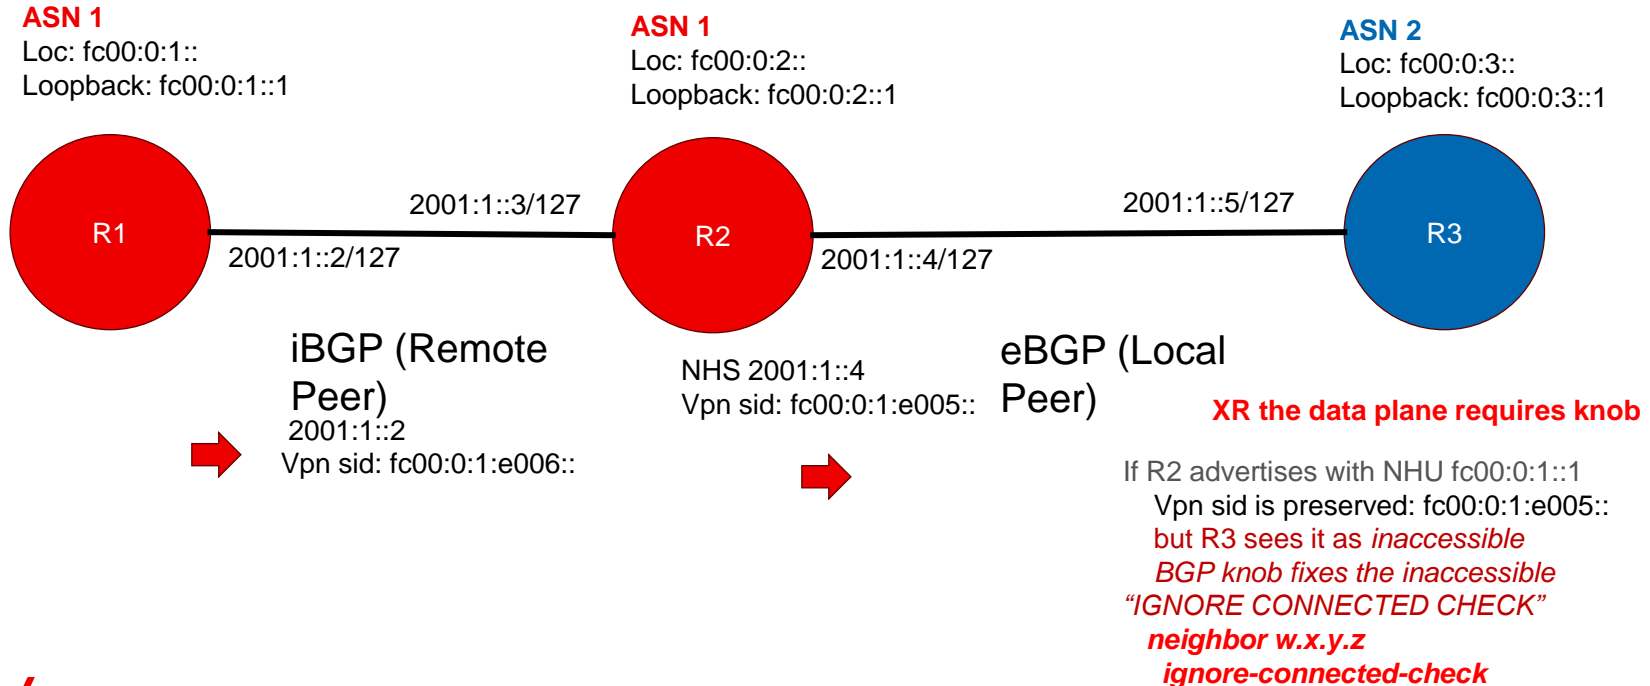 ASN 1
Loc: fc00:0:1::
Loopback: fc00:0:1::1
ASN 1
Loc: fc00:0:2::
Loopback: fc00:0:2::1
ASN 2
Loc: fc00:0:3::
Loopback: fc00:0:3::1
R1
2001:1::3/127
2001:1::2/127
R2
2001:1::5/127
2001:1::4/127
R3
iBGP (Remote
Peer)
2001:1::2
Vpn sid: fc00:0:1:e006::
NHS 2001:1::4
Vpn sid: fc00:0:1:e005::
eBGP (Local
Peer)
XR the data plane requires knob
If R2 advertises with NHU fc00:0:1::1
Vpn sid is preserved: fc00:0:1:e005::
but R3 sees it as inaccessible
BGP knob fixes the inaccessible
“IGNORE CONNECTED CHECK”
neighbor w.x.y.z
ignore-connected-check